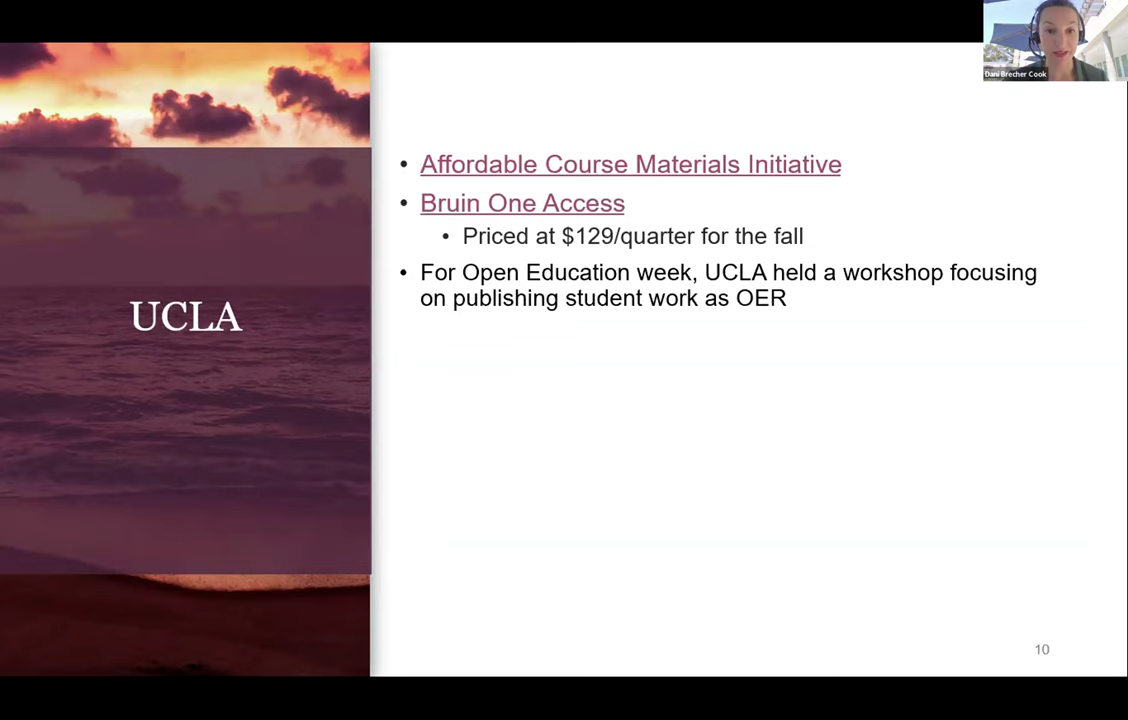 Dani Brecher Cook
UCLA
• Affordable Course Materials Initiative
• Bruin One Access
• Priced at $129/quarter for the fall
• For Open Education week, UCLA held a workshop focusing
on publishing student work as OER
10